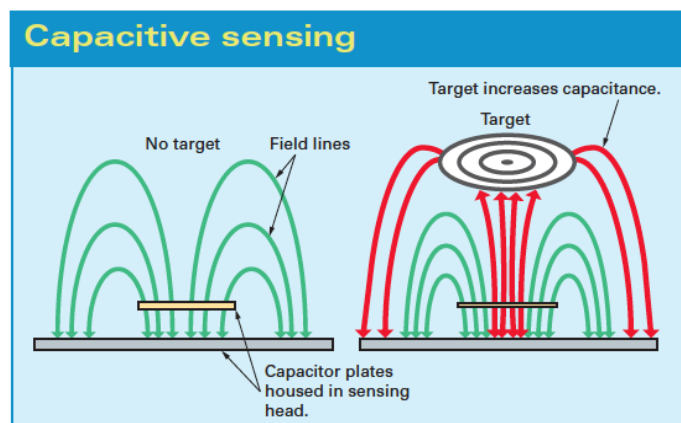 Capacitive sensing
Target increases capacitance.
Target
No target
Field lines
Capacitor plates
housed in sensing
head.